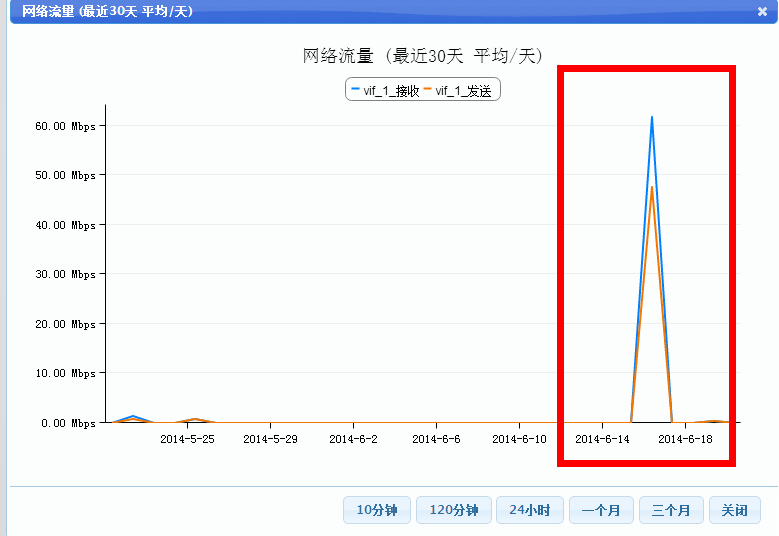 网络流量 (最近30天 平均/天)
网络流量 (最近30天 平均/天)
vif_1_接收 vif_1_发送
60.00 Mbps
50.00 Mbps
40.00 Mbps
30.00 Mbps
20.00 Mbps
10.00 Mbps
0.00 Mbps
2014-5-25 2014-5-29 2014-6-2 2014-6-6 2014-6-10 2014-6-14 2014-6-18
10分钟 120分钟 24小时 一个月 三个月 关闭